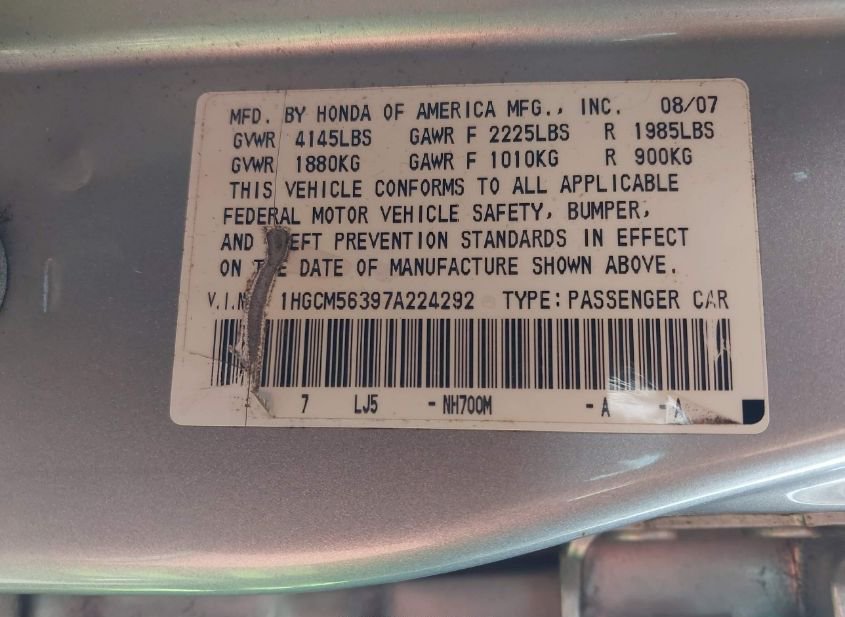 MFD. BY HONDA OF AMERICA MFG., INC. 08/07
GVWR 4145LBS GAWR F 2225LBS R 1985LBS
GVWR 1880KG GAWR F 1010KG R 900KG
THIS VEHICLE CONFORMS TO ALL APPLICABLE
FEDERAL MOTOR VEHICLE SAFETY, BUMPER,
AND EFT PREVENTION STANDARDS IN EFFECT
ON DATE OF MANUFACTURE SHOWN ABOVE.
V.I.N 1HGCM56397A224292 TYPE: PASSENGER CAR
7 LJ5 - NH700M - A - A